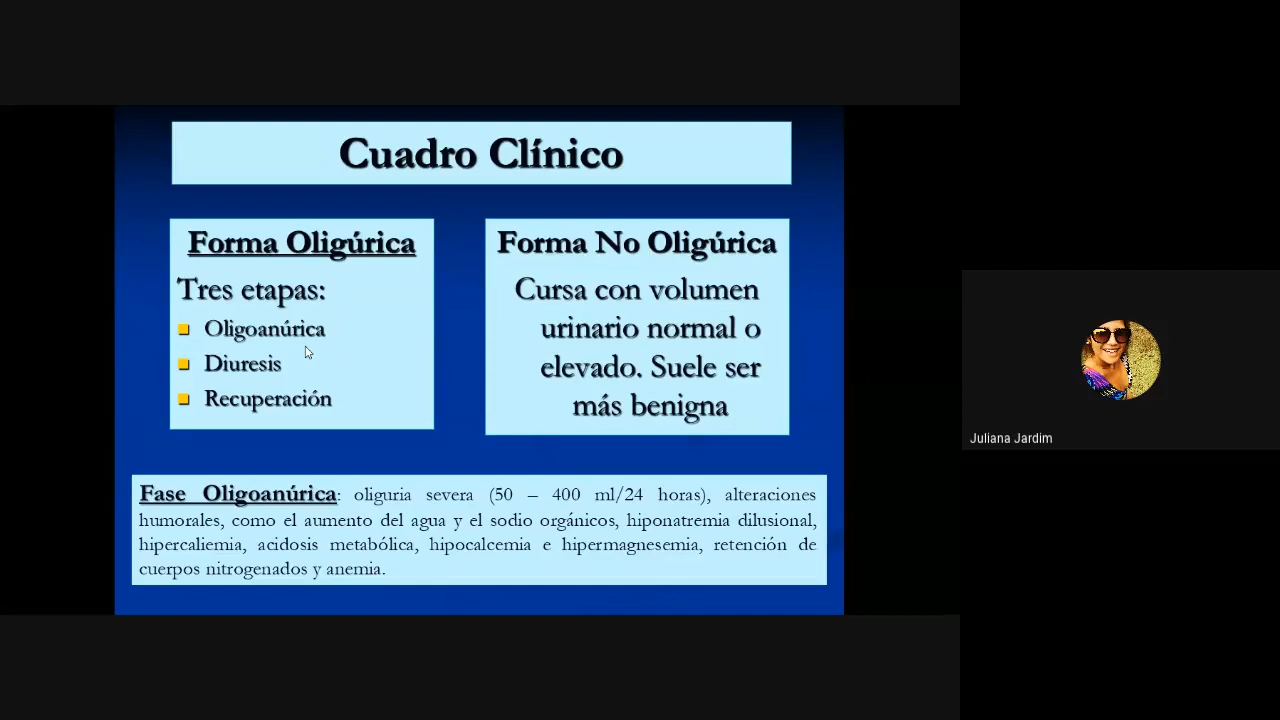 Cuadro Clínico
Forma Oligúrica
Tres etapas:
Oligoanúrica
Diuresis
Recuperación
Forma No Oligúrica
Cursa con volumen
urinario normal o
elevado. Suele ser
más benigna
Fase Oligoanúrica: oliguria severa (50 – 400 ml/24 horas), alteraciones
humorales, como el aumento del agua y el sodio orgánicos, hiponatremia dilusional,
hipercaliemia, acidosis metabólica, hipocalcemia e hipermagnesemia, retención de
cuerpos nitrogenados y anemia.
Juliana Jardim